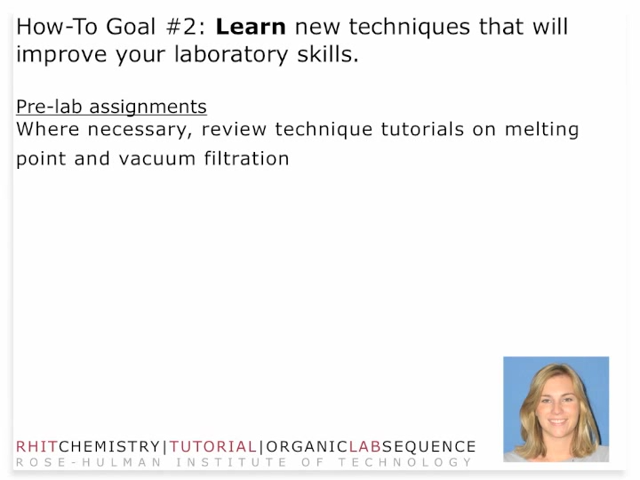 How-To Goal #2: Learn new techniques that will
improve your laboratory skills.
Pre-lab assignments
Where necessary, review technique tutorials on melting
point and vacuum filtration
RHITCHEMISTRY|TUTORIAL|ORGANICLABSEQUENCE
ROSE-HULMAN INSTITUTE OF TECHNOLOGY